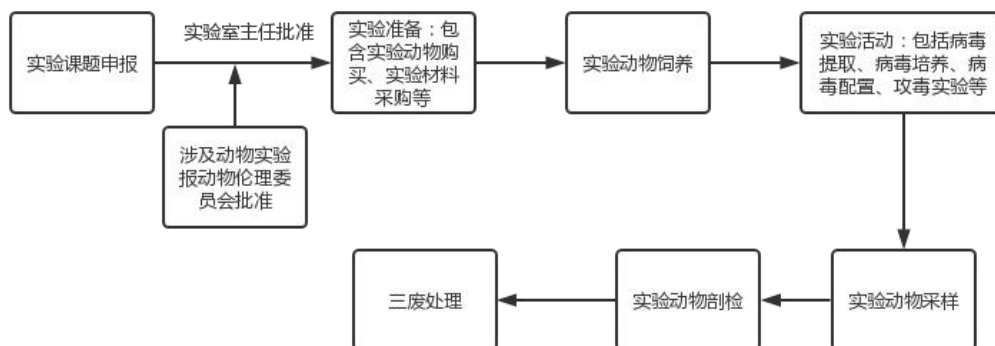 实验课题申报
实验室主任批准
涉及动物实验
报动物伦理委
员会批准
实验准备：包
含实验动物购
买、实验材料
采购等
实验动物饲养
实验活动：包括病毒
提取、病毒培养、病
毒配置、攻毒实验等
实验动物采样
实验动物剖检
三废处理